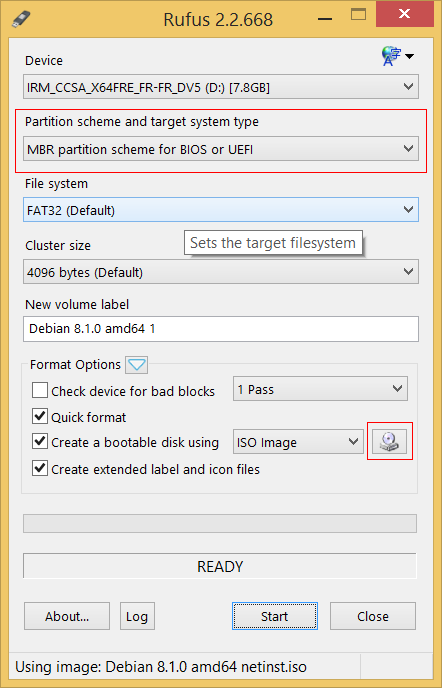 Rufus 2.2.668
Device
IRM_CCSA_X64FRE_FR-FR_DV5 (D:) [7.8GB]
Partition scheme and target system type
MBR partition scheme for BIOS or UEFI
File system
FAT32 (Default)
Sets the target filesystem
Cluster size
4096 bytes (Default)
New volume label
Debian 8.1.0 amd64 1
Format Options
Check device for bad blocks 1 Pass
Quick format
Create a bootable disk using ISO Image
Create extended label and icon files
READY
About... Log Start Close
Using image: Debian 8.1.0 amd64 netinst.iso